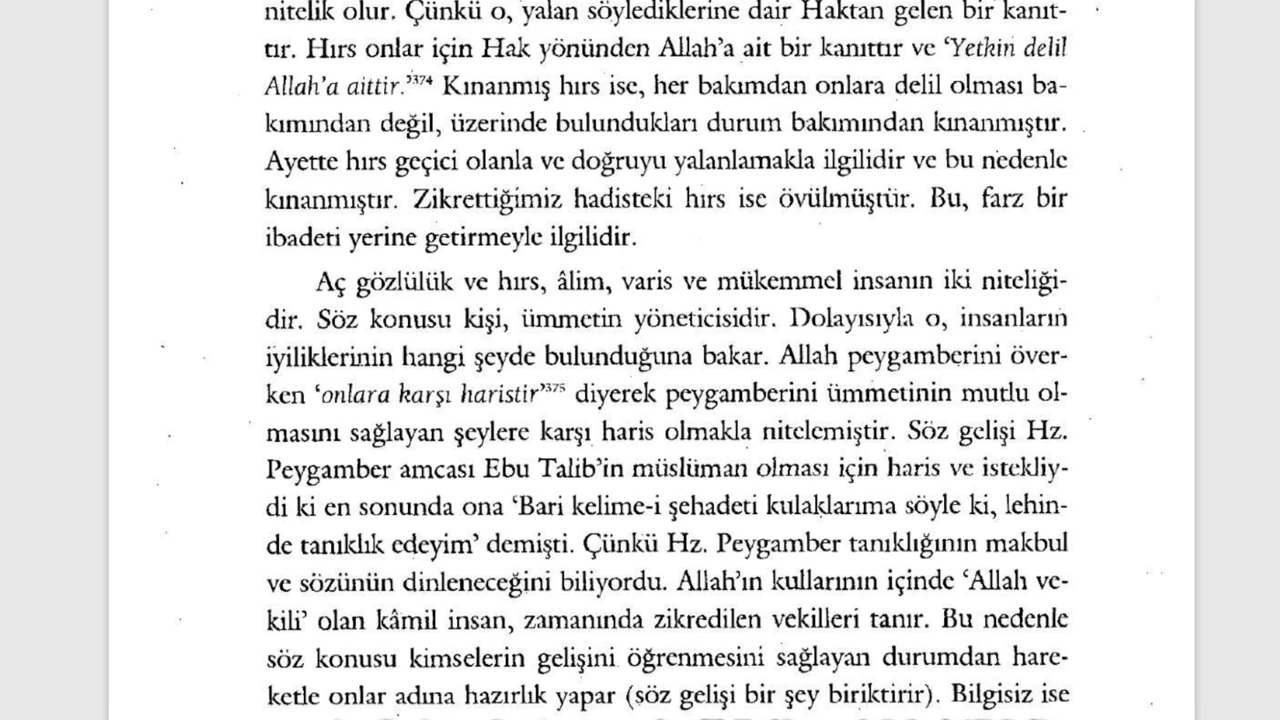 nitelik olur. Çünkü o, yalan söylediklerine dair Haktan gelen bir kanıt-
tır. Hırs onlar için Hak yönünden Allah’a ait bir kanıttır ve ‘Yetkin delil
Allah’a aittir.’³⁷⁴ Kınanmış hırs ise, her bakımdan onlara delil olması ba-
kımından değil, üzerinde bulundukları durum bakımından kınanmıştır.
Ayette hırs geçici olanla ve doğruyu yalanlamakla ilgilidir ve bu nedenle
kınanmıştır. Zikrettiğimiz hadisteki hırs ise övülmüştür. Bu, farz bir
ibadeti yerine getirmeyle ilgilidir.
Aç gözlülük ve hırs, âlim, varis ve mükemmel insanın iki niteliği-
dir. Söz konusu kişi, ümmetin yöneticisidir. Dolayısıyla o, insanların
iyiliklerinin hangi şeyde bulunduğuna bakar. Allah peygamberini över-
ken ‘onlara karşı haristir’³⁷⁵ diyerek peygamberini ümmetinin mutlu ol-
masını sağlayan şeylere karşı haris olmakla nitelemiştir. Söz gelişi Hz.
Peygamber amcası Ebu Talib’in müslüman olması için haris ve istekliy-
di ki en sonunda ona ‘Bari kelime-i şehadeti kulaklarıma söyle ki, lehin-
de tanıklık edeyim’ demişti. Çünkü Hz. Peygamber tanıklığının makbul
ve sözünün dinleneceğini biliyordu. Allah’ın kullarının içinde ‘Allah ve-
kili’ olan kâmil insan, zamanında zikredilen vekilleri tanır. Bu nedenle
söz konusu kimselerin gelişini öğrenmesini sağlayan durumdan hare-
ketle onlar adına hazırlık yapar (söz gelişi bir şey biriktirir). Bilgisiz ise